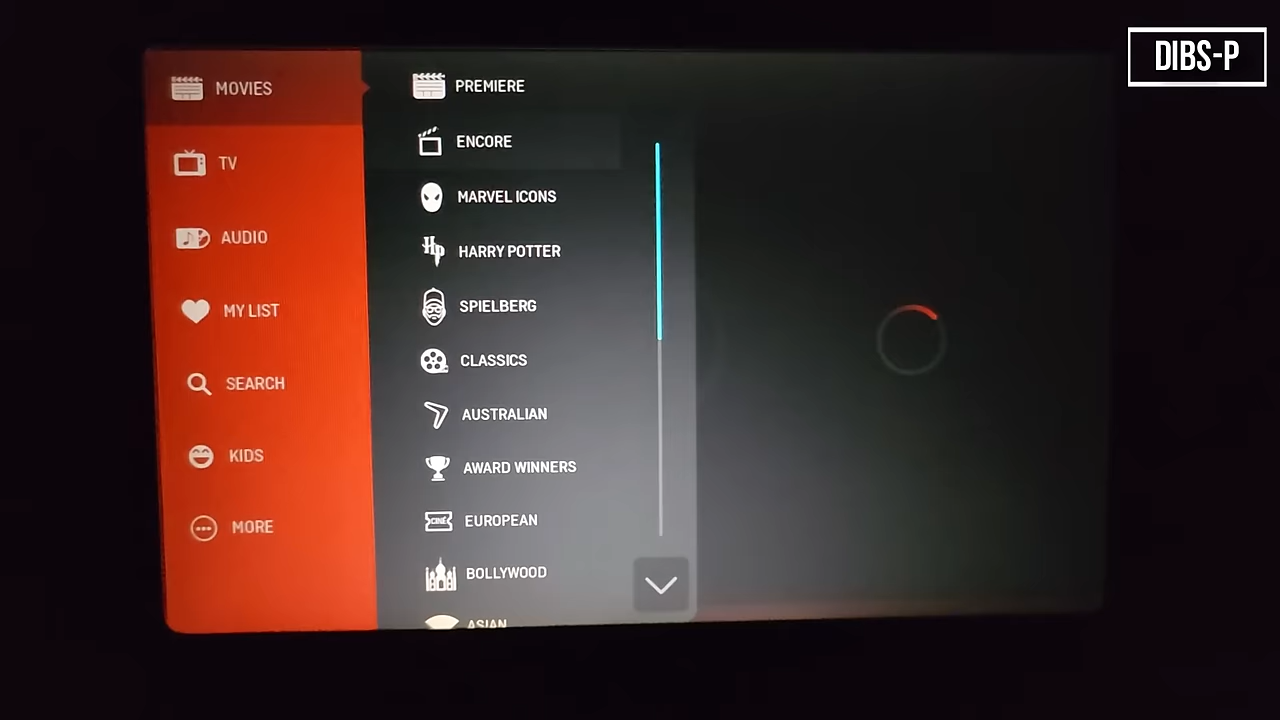 DIBS-P
MOVIES
TV
AUDIO
MY LIST
SEARCH
KIDS
MORE
PREMIERE
ENCORE
MARVEL ICONS
HARRY POTTER
SPIELBERG
CLASSICS
AUSTRALIAN
AWARD WINNERS
CINÉ
EUROPEAN
BOLLYWOOD
ASIAN